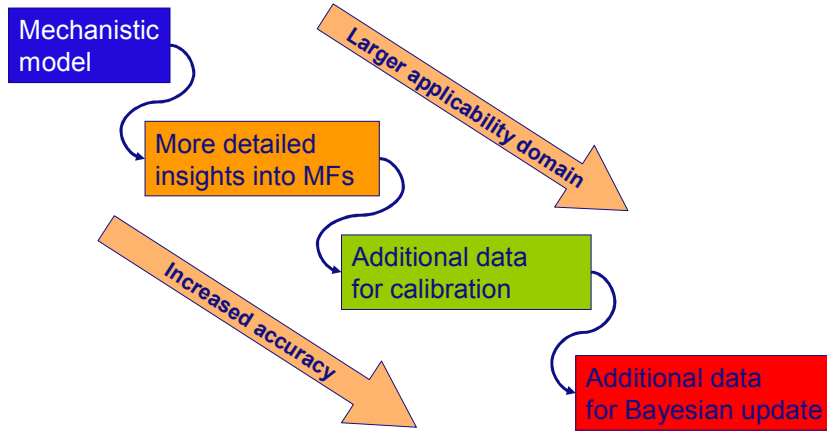 Mechanistic
model
Larger applicability domain
More detailed
insights into MFs
Additional data
for calibration
Increased accuracy
Additional data
for Bayesian update